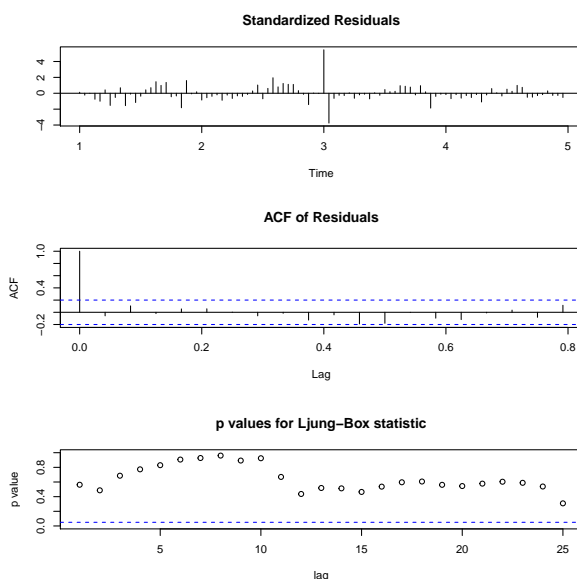 Standardized Residuals
4
2
0
−4
1 2 3 4 5
Time
ACF of Residuals
ACF
1.0
0.4
−0.2
0.0 0.2 0.4 0.6 0.8
Lag
p values for Ljung−Box statistic
p value
0.8
0.4
0.0
5 10 15 20 25
lag